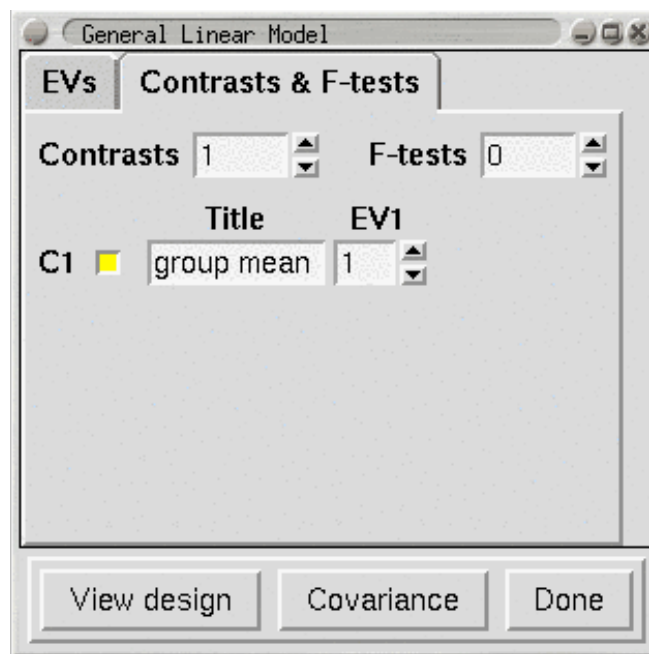 General Linear Model
EVs Contrasts & F-tests
Contrasts 1 F-tests 0
Title EV1
C1 group mean 1
View design Covariance Done